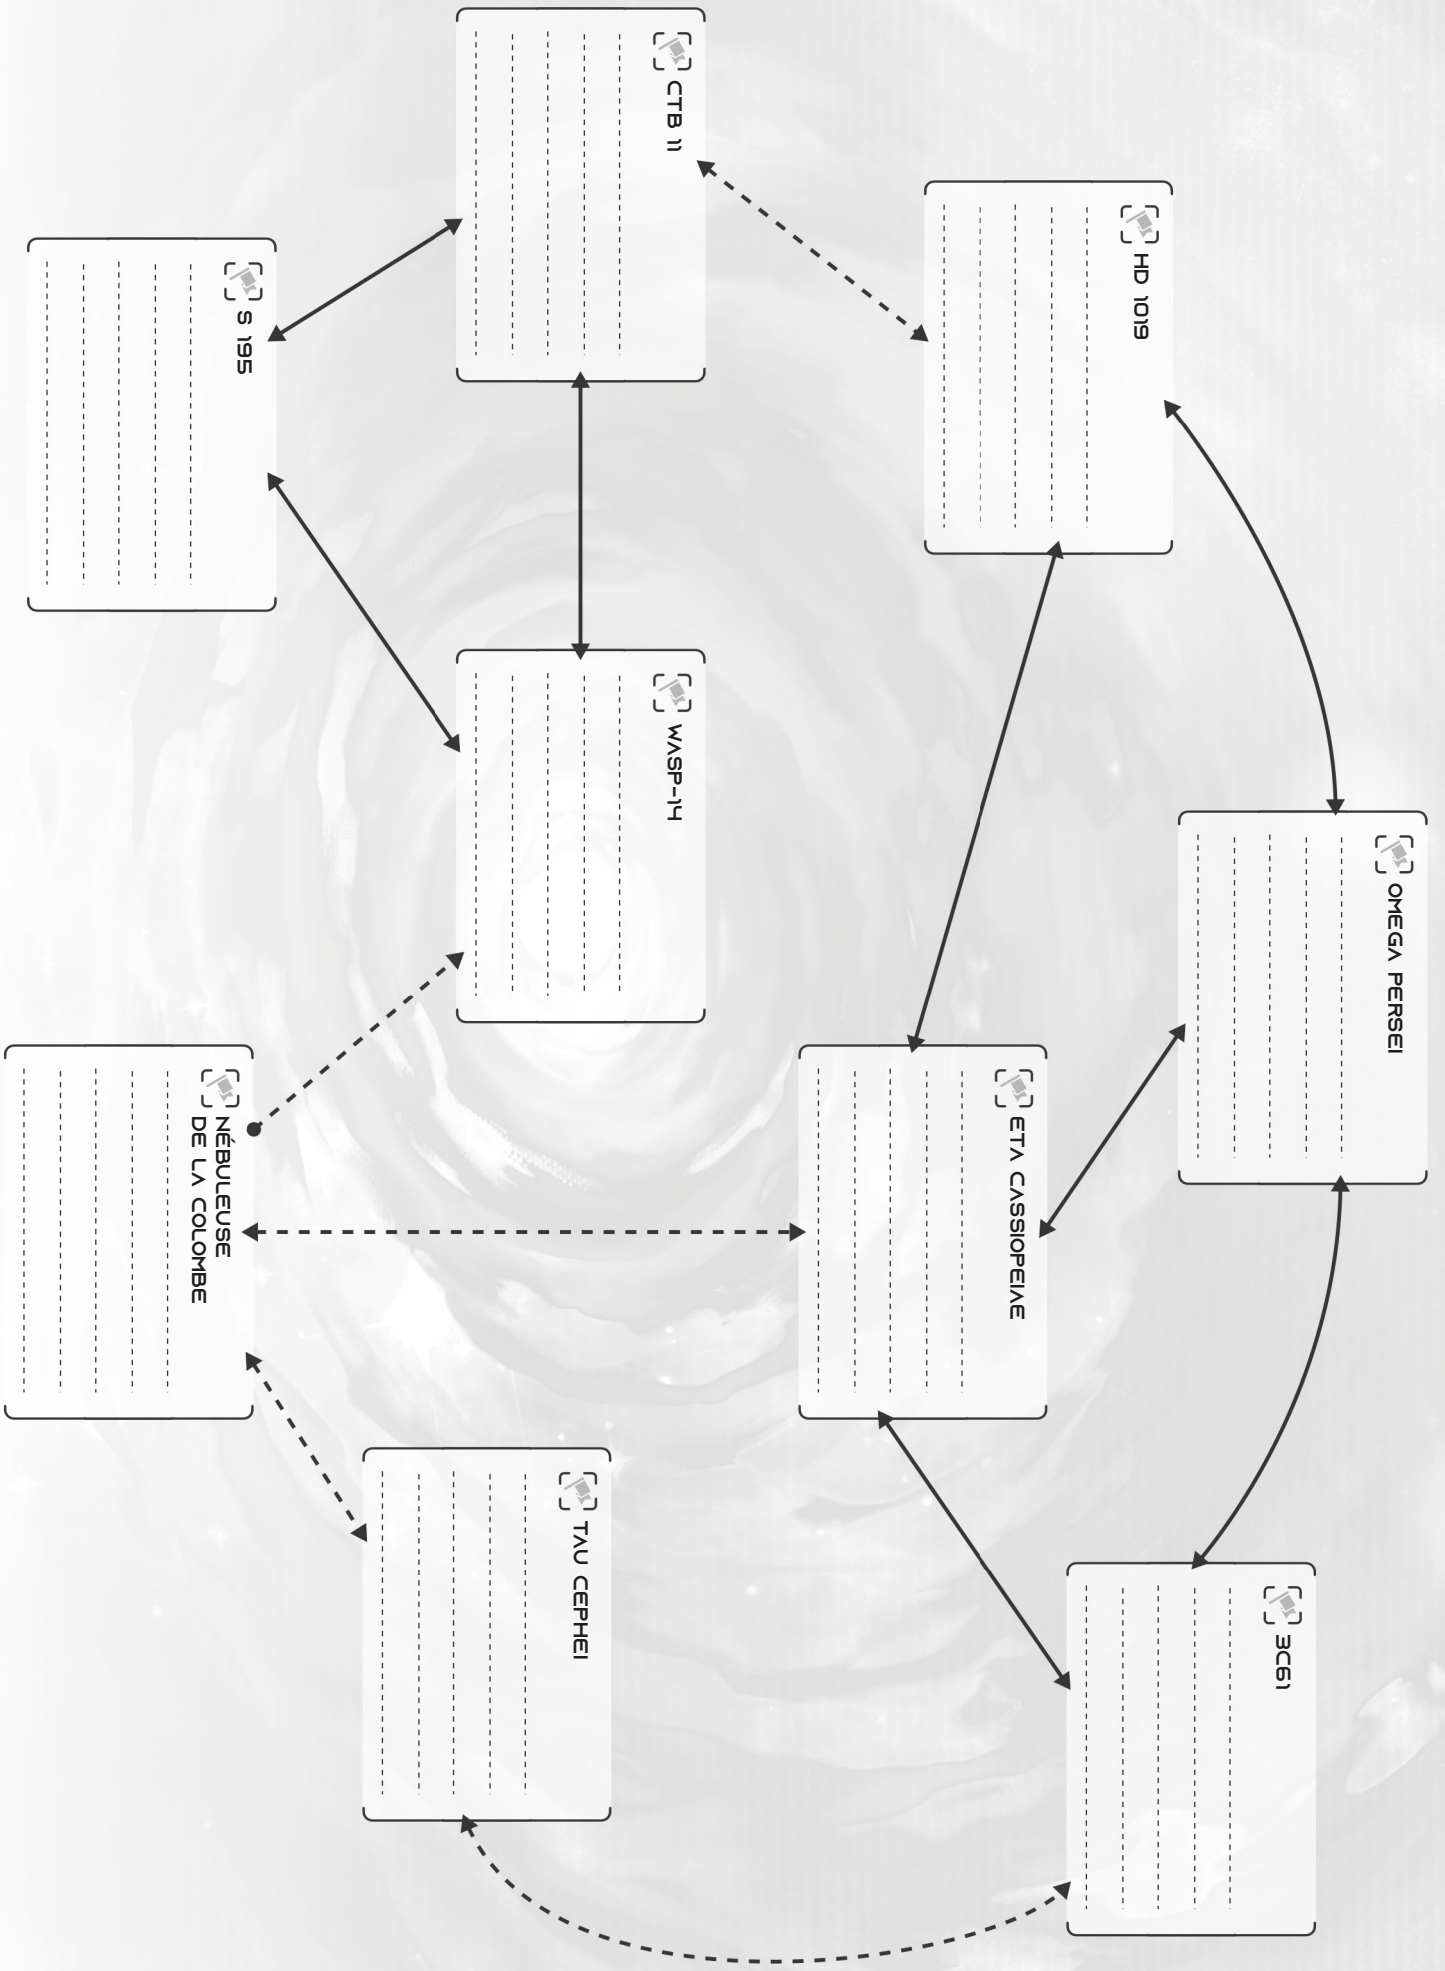 OMEGA PERSEI
3C61
HD 1019
ETA CASSIOPEIAE
CTB 11
WASP-14
TAU CEPHEI
S 195
NÉBULEUSE
DE LA COLOMBE